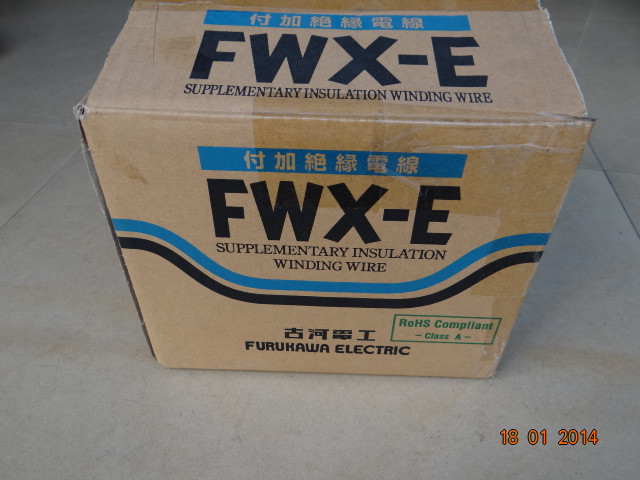 付加絶縁電線
FWX-E
SUPPLEMENTARY INSULATION WINDING WIRE
付加絶縁電線
FWX-E
SUPPLEMENTARY INSULATION
WINDING WIRE
古河電工
FURUKAWA ELECTRIC
RoHS Compliant
- Class A -
18 01 2014